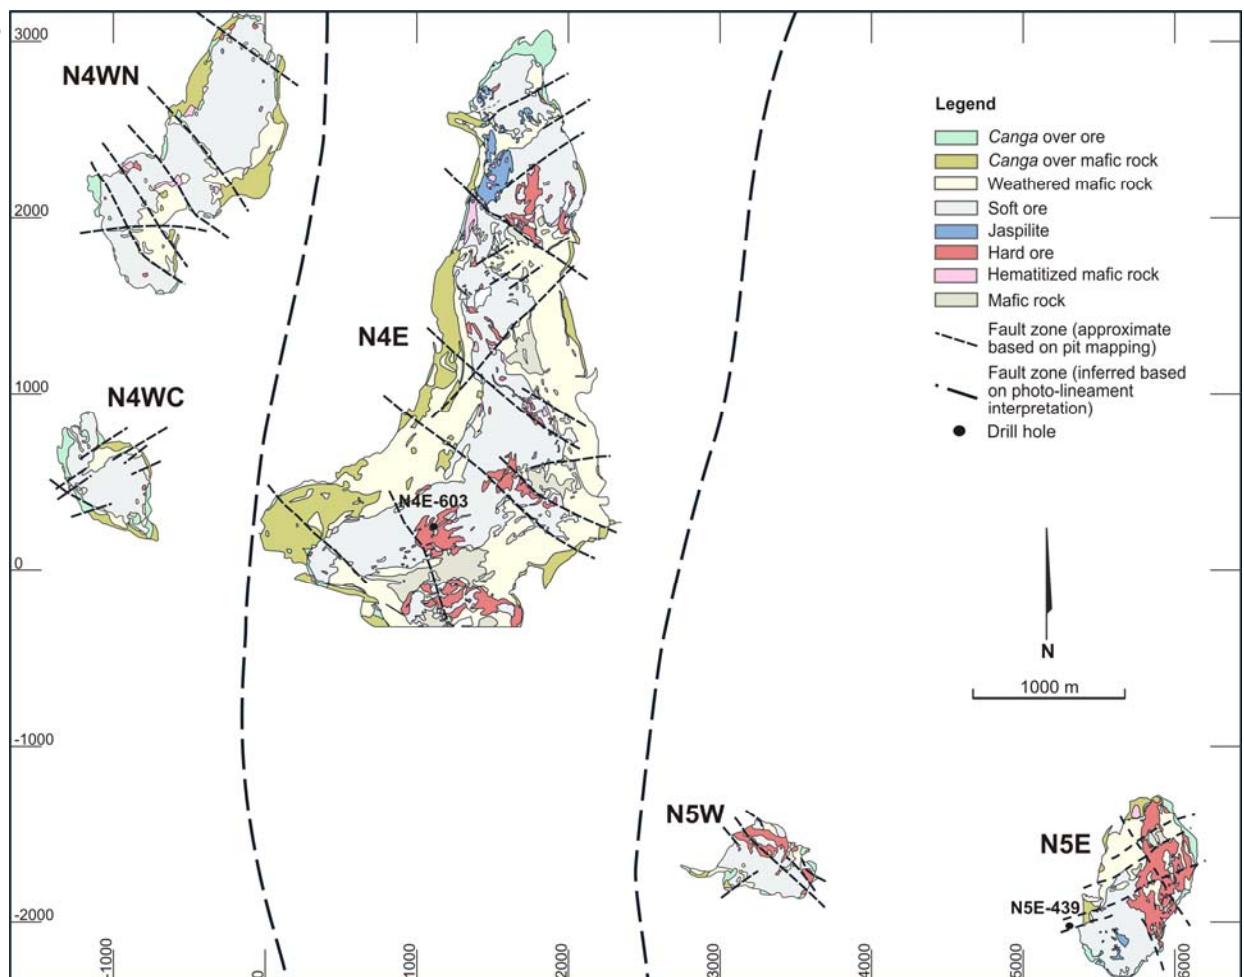 3000
2000
1000
0
-1000
-2000
N4WN
N4WC
N4E
N4E-603
N5W
N5E
N5E-439
Legend
Canga over ore
Canga over mafic rock
Weathered mafic rock
Soft ore
Jaspilite
Hard ore
Hematitized mafic rock
Mafic rock
Fault zone (approximate
based on pit mapping)
Fault zone (inferred based
on photo-lineament
interpretation)
Drill hole
N
1000 m
-1000
0
1000
2000
3000
4000
5000
6000